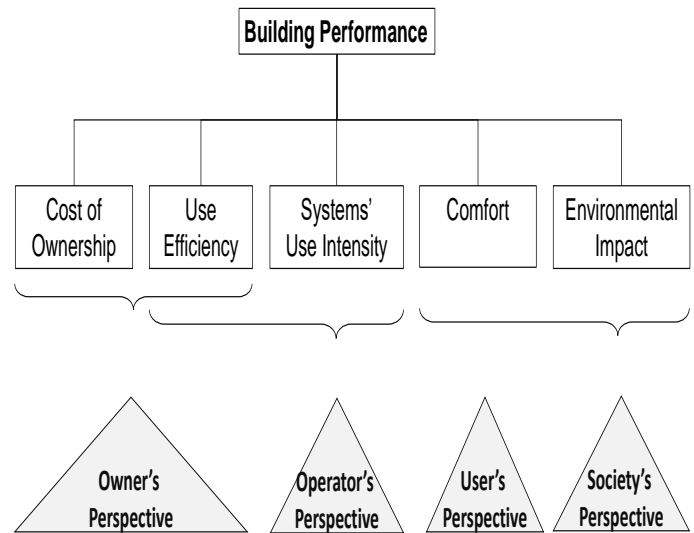 Building Performance
Cost of
Ownership
Use
Efficiency
Systems'
Use Intensity
Comfort
Environmental
Impact
Owner's
Perspective
Operator's
Perspective
User's
Perspective
Society's
Perspective